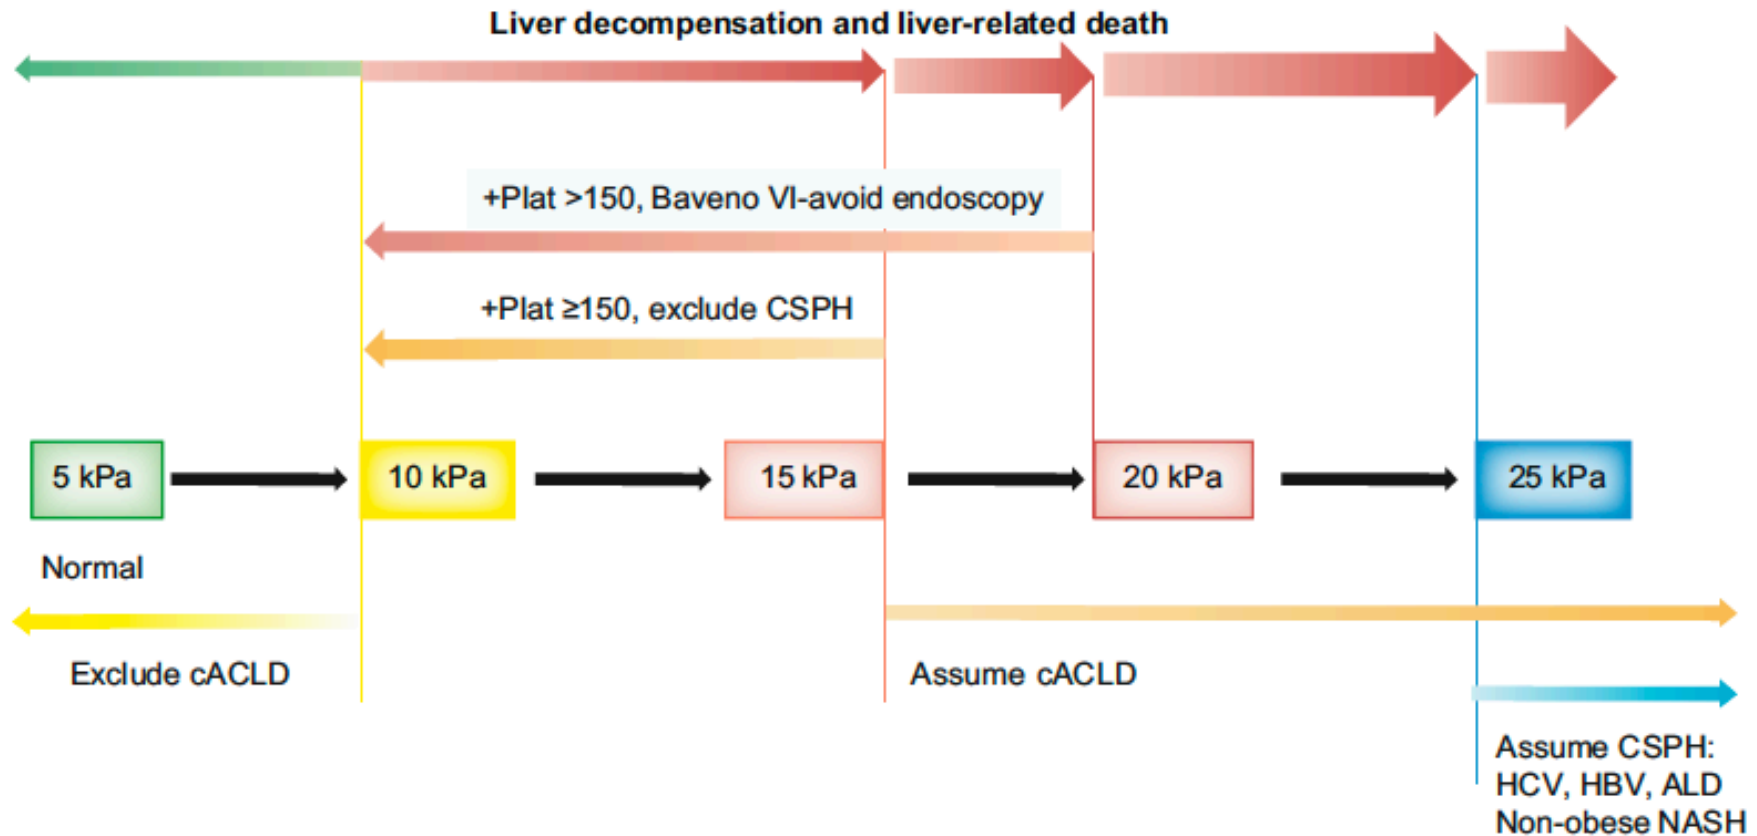 Liver decompensation and liver-related death
+Plat >150, Baveno VI-avoid endoscopy
+Plat ≥150, exclude CSPH
5 kPa
10 kPa
15 kPa
20 kPa
25 kPa
Normal
Exclude cACLD
Assume cACLD
Assume CSPH:
HCV, HBV, ALD
Non-obese NASH